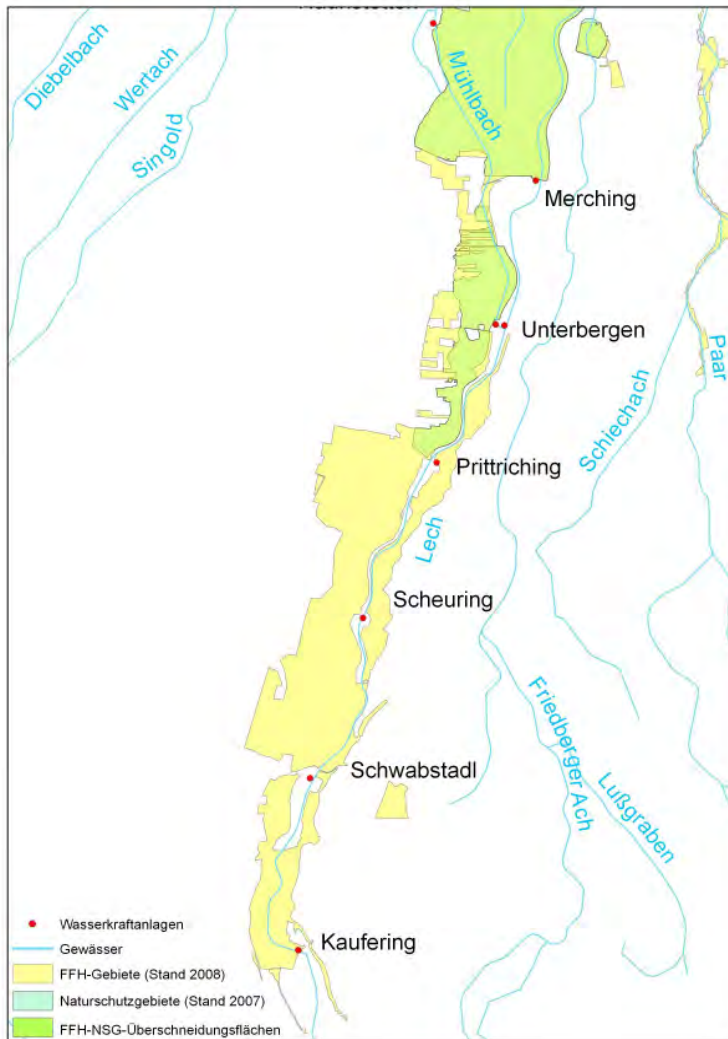 Diebelbach
Wertach
Singold
Mühlbach
Merching
Unterbergen
Paar
Schiechach
Prittriching
Lech
Scheuring
Friedberger Ach
Lußgraben
Schwabstadl
Kaufering
Wasserkraftanlagen
Gewässer
FFH-Gebiete (Stand 2008)
Naturschutzgebiete (Stand 2007)
FFH-NSG-Überschneidungsflächen